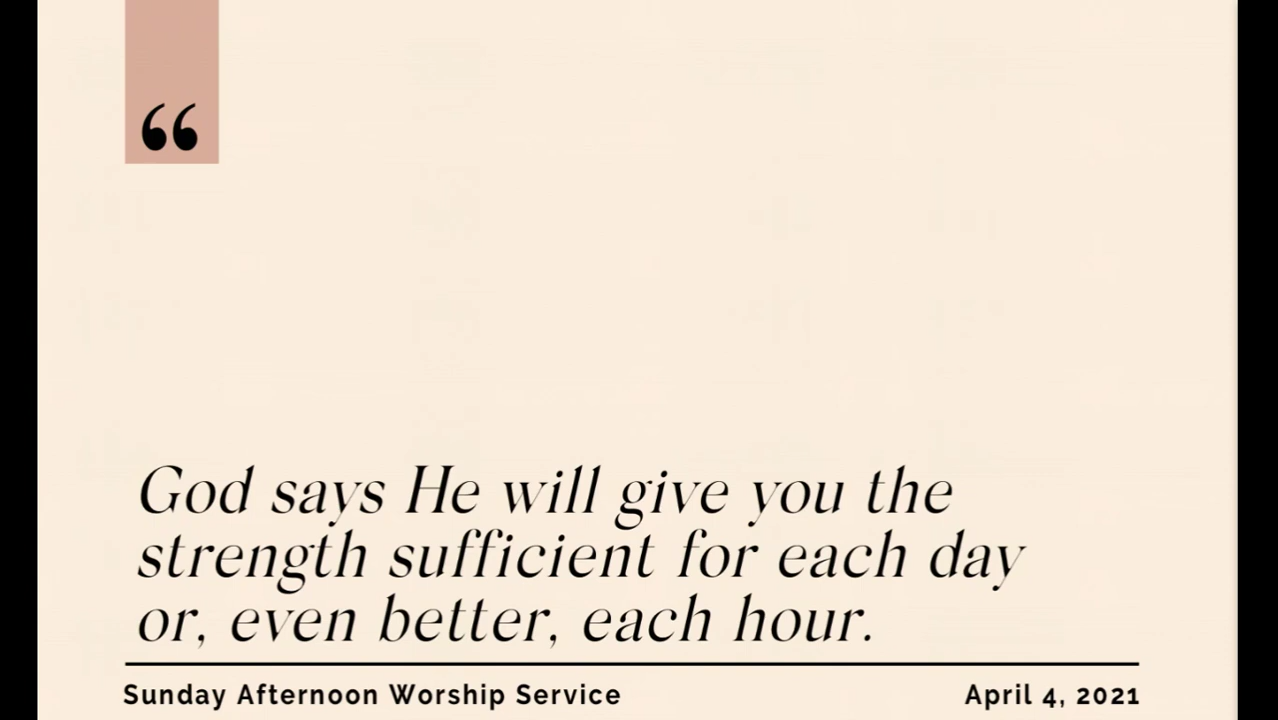 “
God says He will give you the
strength sufficient for each day
or, even better, each hour.
Sunday Afternoon Worship Service
April 4, 2021